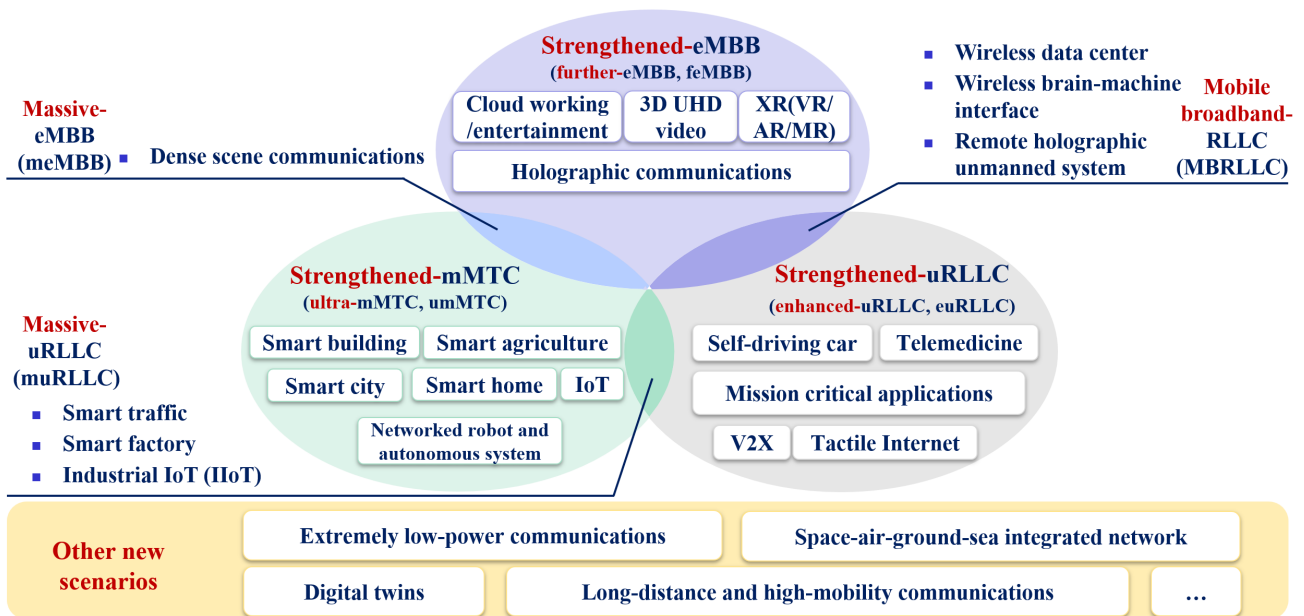 Strengthened-eMBB
(further-eMBB, feMBB)
Cloud working
/entertainment
3D UHD
video
XR(VR/
AR/MR)
Holographic communications
Massive-
eMBB
(meMBB)
▪ Dense scene communications
▪ Wireless data center
▪ Wireless brain-machine
interface
▪ Remote holographic
unmanned system
Mobile
broadband-
RLLC
(MBRLLC)
Strengthened-mMTC
(ultra-mMTC, umMTC)
Smart building
Smart agriculture
Smart city
Smart home
IoT
Networked robot and
autonomous system
Strengthened-uRLLC
(enhanced-uRLLC, euRLLC)
Self-driving car
Telemedicine
Mission critical applications
V2X
Tactile Internet
Massive-
uRLLC
(muRLLC)
▪ Smart traffic
▪ Smart factory
▪ Industrial IoT (IIoT)
Other new
scenarios
Extremely low-power communications
Space-air-ground-sea integrated network
Digital twins
Long-distance and high-mobility communications
…